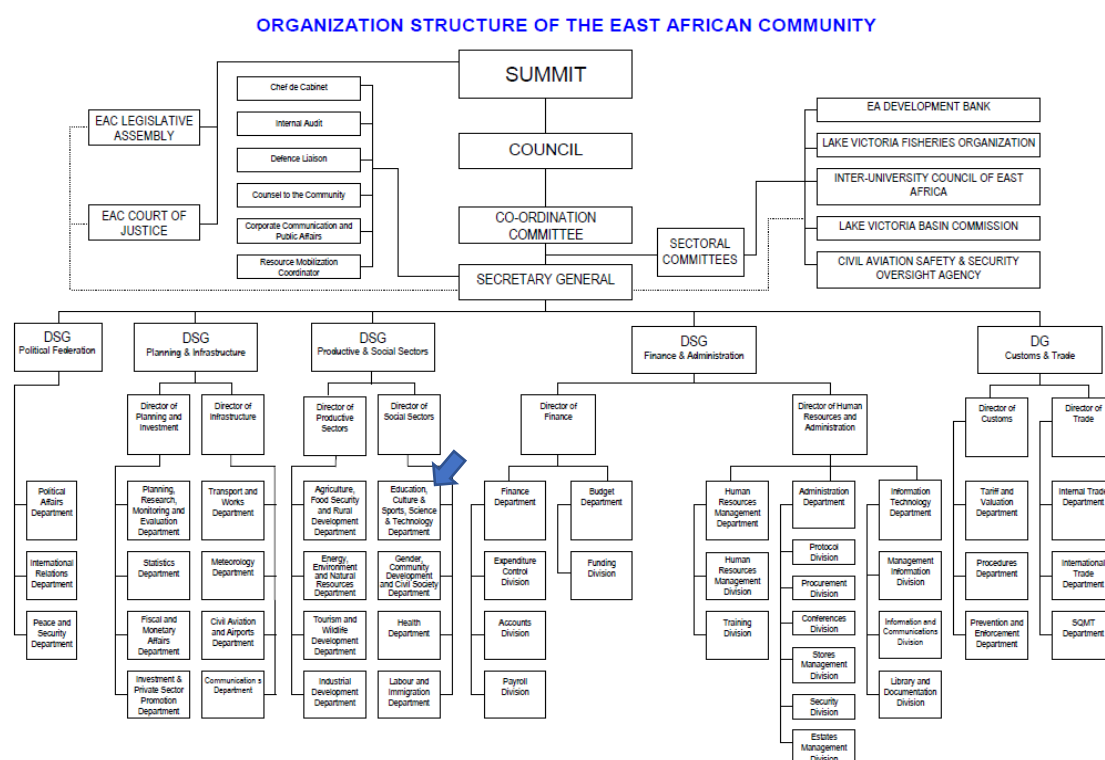 ORGANIZATION STRUCTURE OF THE EAST AFRICAN COMMUNITY
SUMMIT
COUNCIL
CO-ORDINATION
COMMITTEE
SECRETARY GENERAL
EAC LEGISLATIVE
ASSEMBLY
EAC COURT OF
JUSTICE
Chef de Cabinet
Internal Audit
Defence Liaison
Counsel to the Community
Corporate Communication and
Public Affairs
Resource Mobilization
Coordinator
SECTORAL
COMMITTEES
EA DEVELOPMENT BANK
LAKE VICTORIA FISHERIES ORGANIZATION
INTER-UNIVERSITY COUNCIL OF EAST
AFRICA
LAKE VICTORIA BASIN COMMISSION
CIVIL AVIATION SAFETY & SECURITY
OVERSIGHT AGENCY
DSG
Political Federation
DSG
Planning & Infrastructure
DSG
Productive & Social Sectors
DSG
Finance & Administration
DG
Customs & Trade
Director of
Planning and
Investment
Director of
Infrastructure
Director of
Productive
Sectors
Director of
Social Sectors
Director of
Finance
Director of Human
Resources and
Administration
Director of
Customs
Director of
Trade
Political
Affairs
Department
International
Relations
Department
Peace and
Security
Department
Planning,
Research,
Monitoring and
Evaluation
Department
Statistics
Department
Fiscal and
Monetary
Affairs
Department
Investment &
Private Sector
Promotion
Department
Transport and
Works
Department
Meteorology
Department
Civil Aviation
and Airports
Department
Communication s
Department
Agriculture,
Food Security
and Rural
Development
Department
Energy,
Environment
and Natural
Resources
Department
Tourism and
Wildlife
Development
Department
Industrial
Development
Department
Education,
Culture &
Sports, Science
& Technology
Department
Gender,
Community
Development
and Civil Society
Department
Health
Department
Labour and
Immigration
Department
Finance
Department
Expenditure
Control
Division
Accounts
Division
Payroll
Division
Budget
Department
Funding
Division
Human
Resources
Management
Department
Human
Resources
Management
Division
Training
Division
Administration
Department
Protocol
Division
Procurement
Division
Conferences
Division
Stores
Management
Division
Security
Division
Estates
Management
Division
Information
Technology
Department
Management
Information
Division
Information and
Communications
Division
Library and
Documentation
Division
Tariff and
Valuation
Department
Procedures
Department
Prevention and
Enforcement
Department
Internal Trade
Department
International
Trade
Department
SQMT
Department